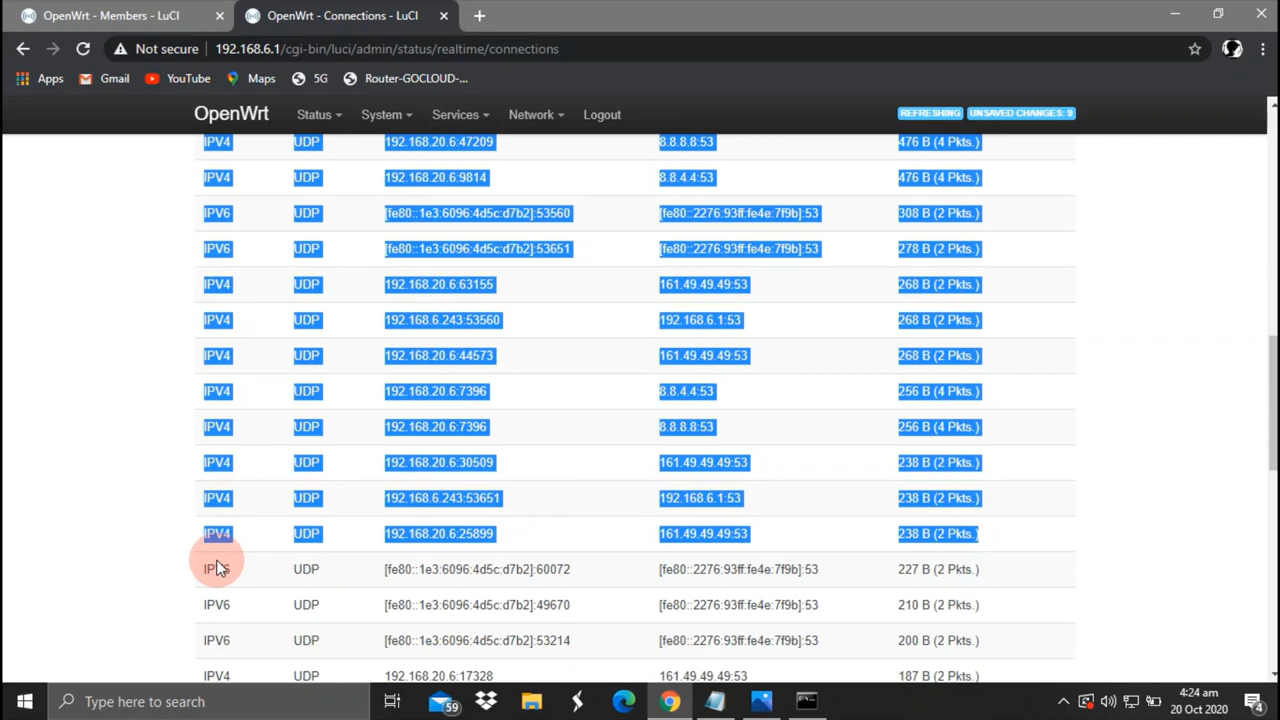 OpenWrt - Members - LuCI
OpenWrt - Connections - LuCI
Not secure 192.168.6.1/cgi-bin/luci/admin/status/realtime/connections
Apps Gmail YouTube Maps 5G Router-GOCLOUD-...
OpenWrt Status System Services Network Logout REFRESHING UNSAVED CHANGES: 9
IPV4 UDP 192.168.20.6:47209 8.8.8.8:53 476 B (4 Pkts.)
IPV4 UDP 192.168.20.6:9814 8.8.4.4:53 476 B (4 Pkts.)
IPV6 UDP [fe80::1e3:6096:4d5c:d7b2]:53560 [fe80::2276:93ff:fe4e:7f9b]:53 308 B (2 Pkts.)
IPV6 UDP [fe80::1e3:6096:4d5c:d7b2]:53651 [fe80::2276:93ff:fe4e:7f9b]:53 278 B (2 Pkts.)
IPV4 UDP 192.168.20.6:63155 161.49.49.49:53 268 B (2 Pkts.)
IPV4 UDP 192.168.6.243:53560 192.168.6.1:53 268 B (2 Pkts.)
IPV4 UDP 192.168.20.6:44573 161.49.49.49:53 268 B (2 Pkts.)
IPV4 UDP 192.168.20.6:7396 8.8.4.4:53 256 B (4 Pkts.)
IPV4 UDP 192.168.20.6:7396 8.8.8.8:53 256 B (4 Pkts.)
IPV4 UDP 192.168.20.6:30509 161.49.49.49:53 238 B (2 Pkts.)
IPV4 UDP 192.168.6.243:53651 192.168.6.1:53 238 B (2 Pkts.)
IPV4 UDP 192.168.20.6:25899 161.49.49.49:53 238 B (2 Pkts.)
IPV6 UDP [fe80::1e3:6096:4d5c:d7b2]:60072 [fe80::2276:93ff:fe4e:7f9b]:53 227 B (2 Pkts.)
IPV6 UDP [fe80::1e3:6096:4d5c:d7b2]:49670 [fe80::2276:93ff:fe4e:7f9b]:53 210 B (2 Pkts.)
IPV6 UDP [fe80::1e3:6096:4d5c:d7b2]:53214 [fe80::2276:93ff:fe4e:7f9b]:53 200 B (2 Pkts.)
IPV4 UDP 192.168.20.6:17328 161.49.49.49:53 187 B (2 Pkts.)
Type here to search
59
4:24 am
20 Oct 2020
4